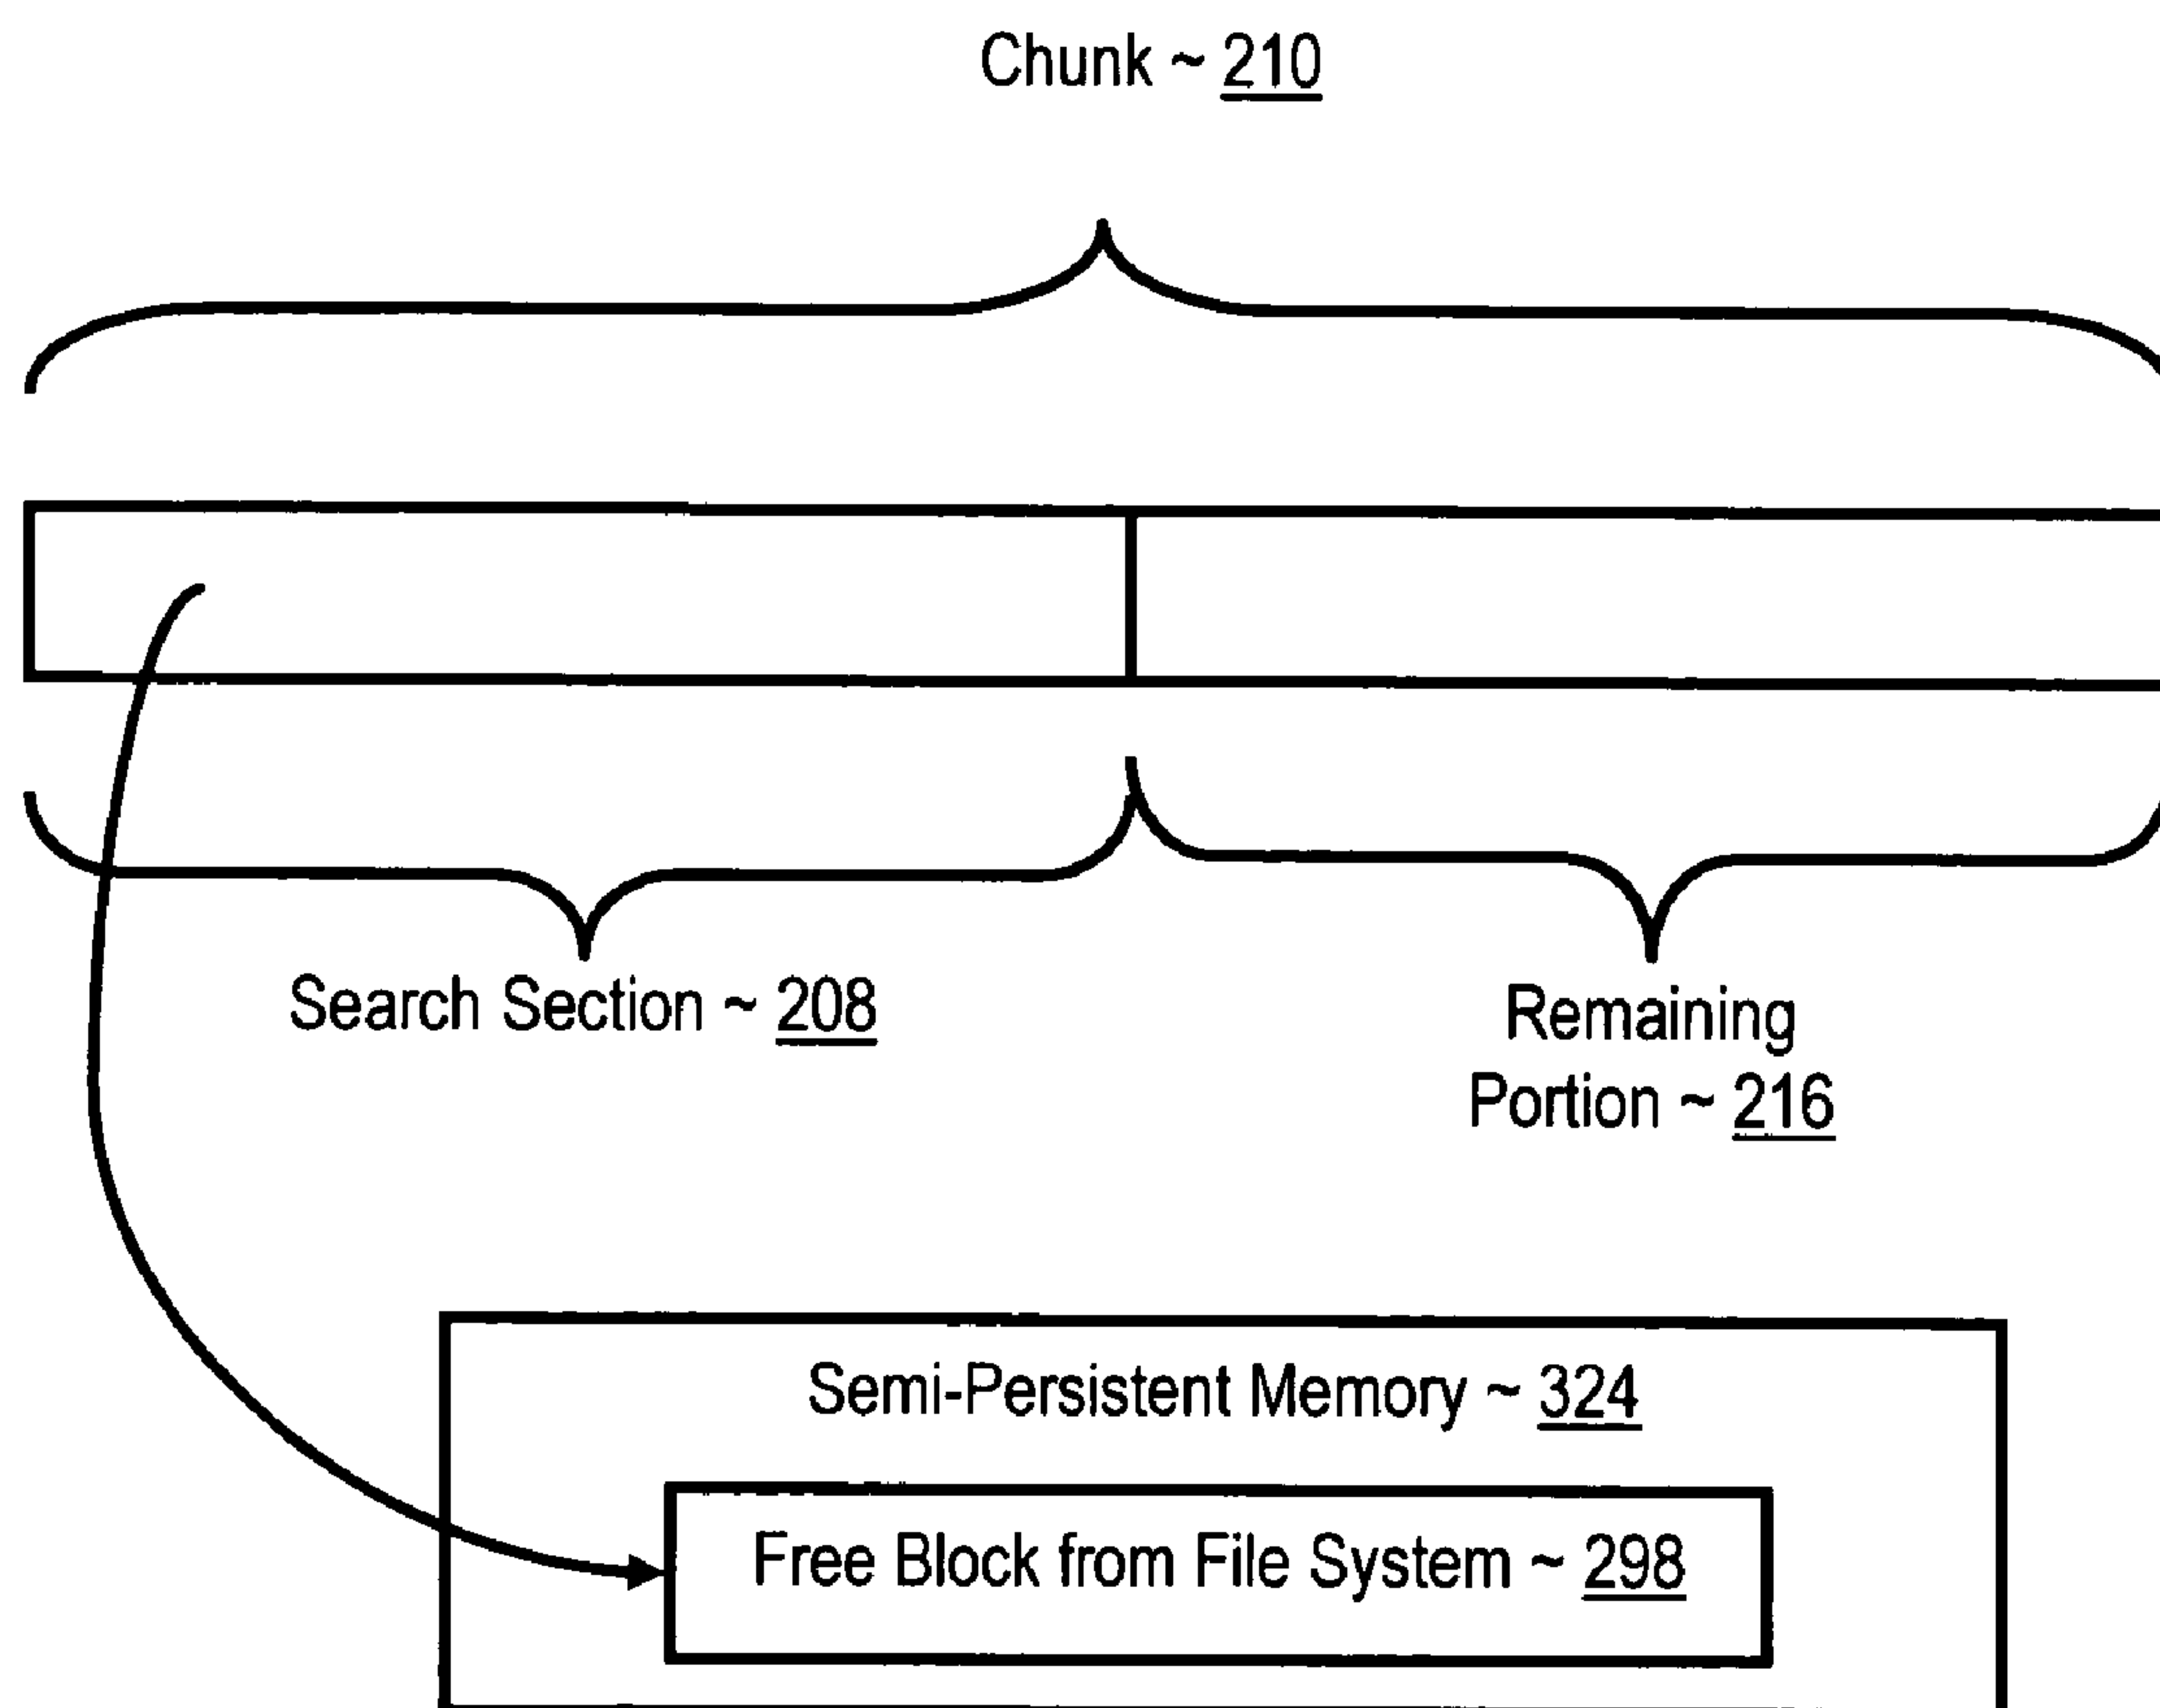 Chunk ~ 210
Search Section ~ 208
Remaining
Portion ~ 216
Semi-Persistent Memory ~ 324
Free Block from File System ~ 298